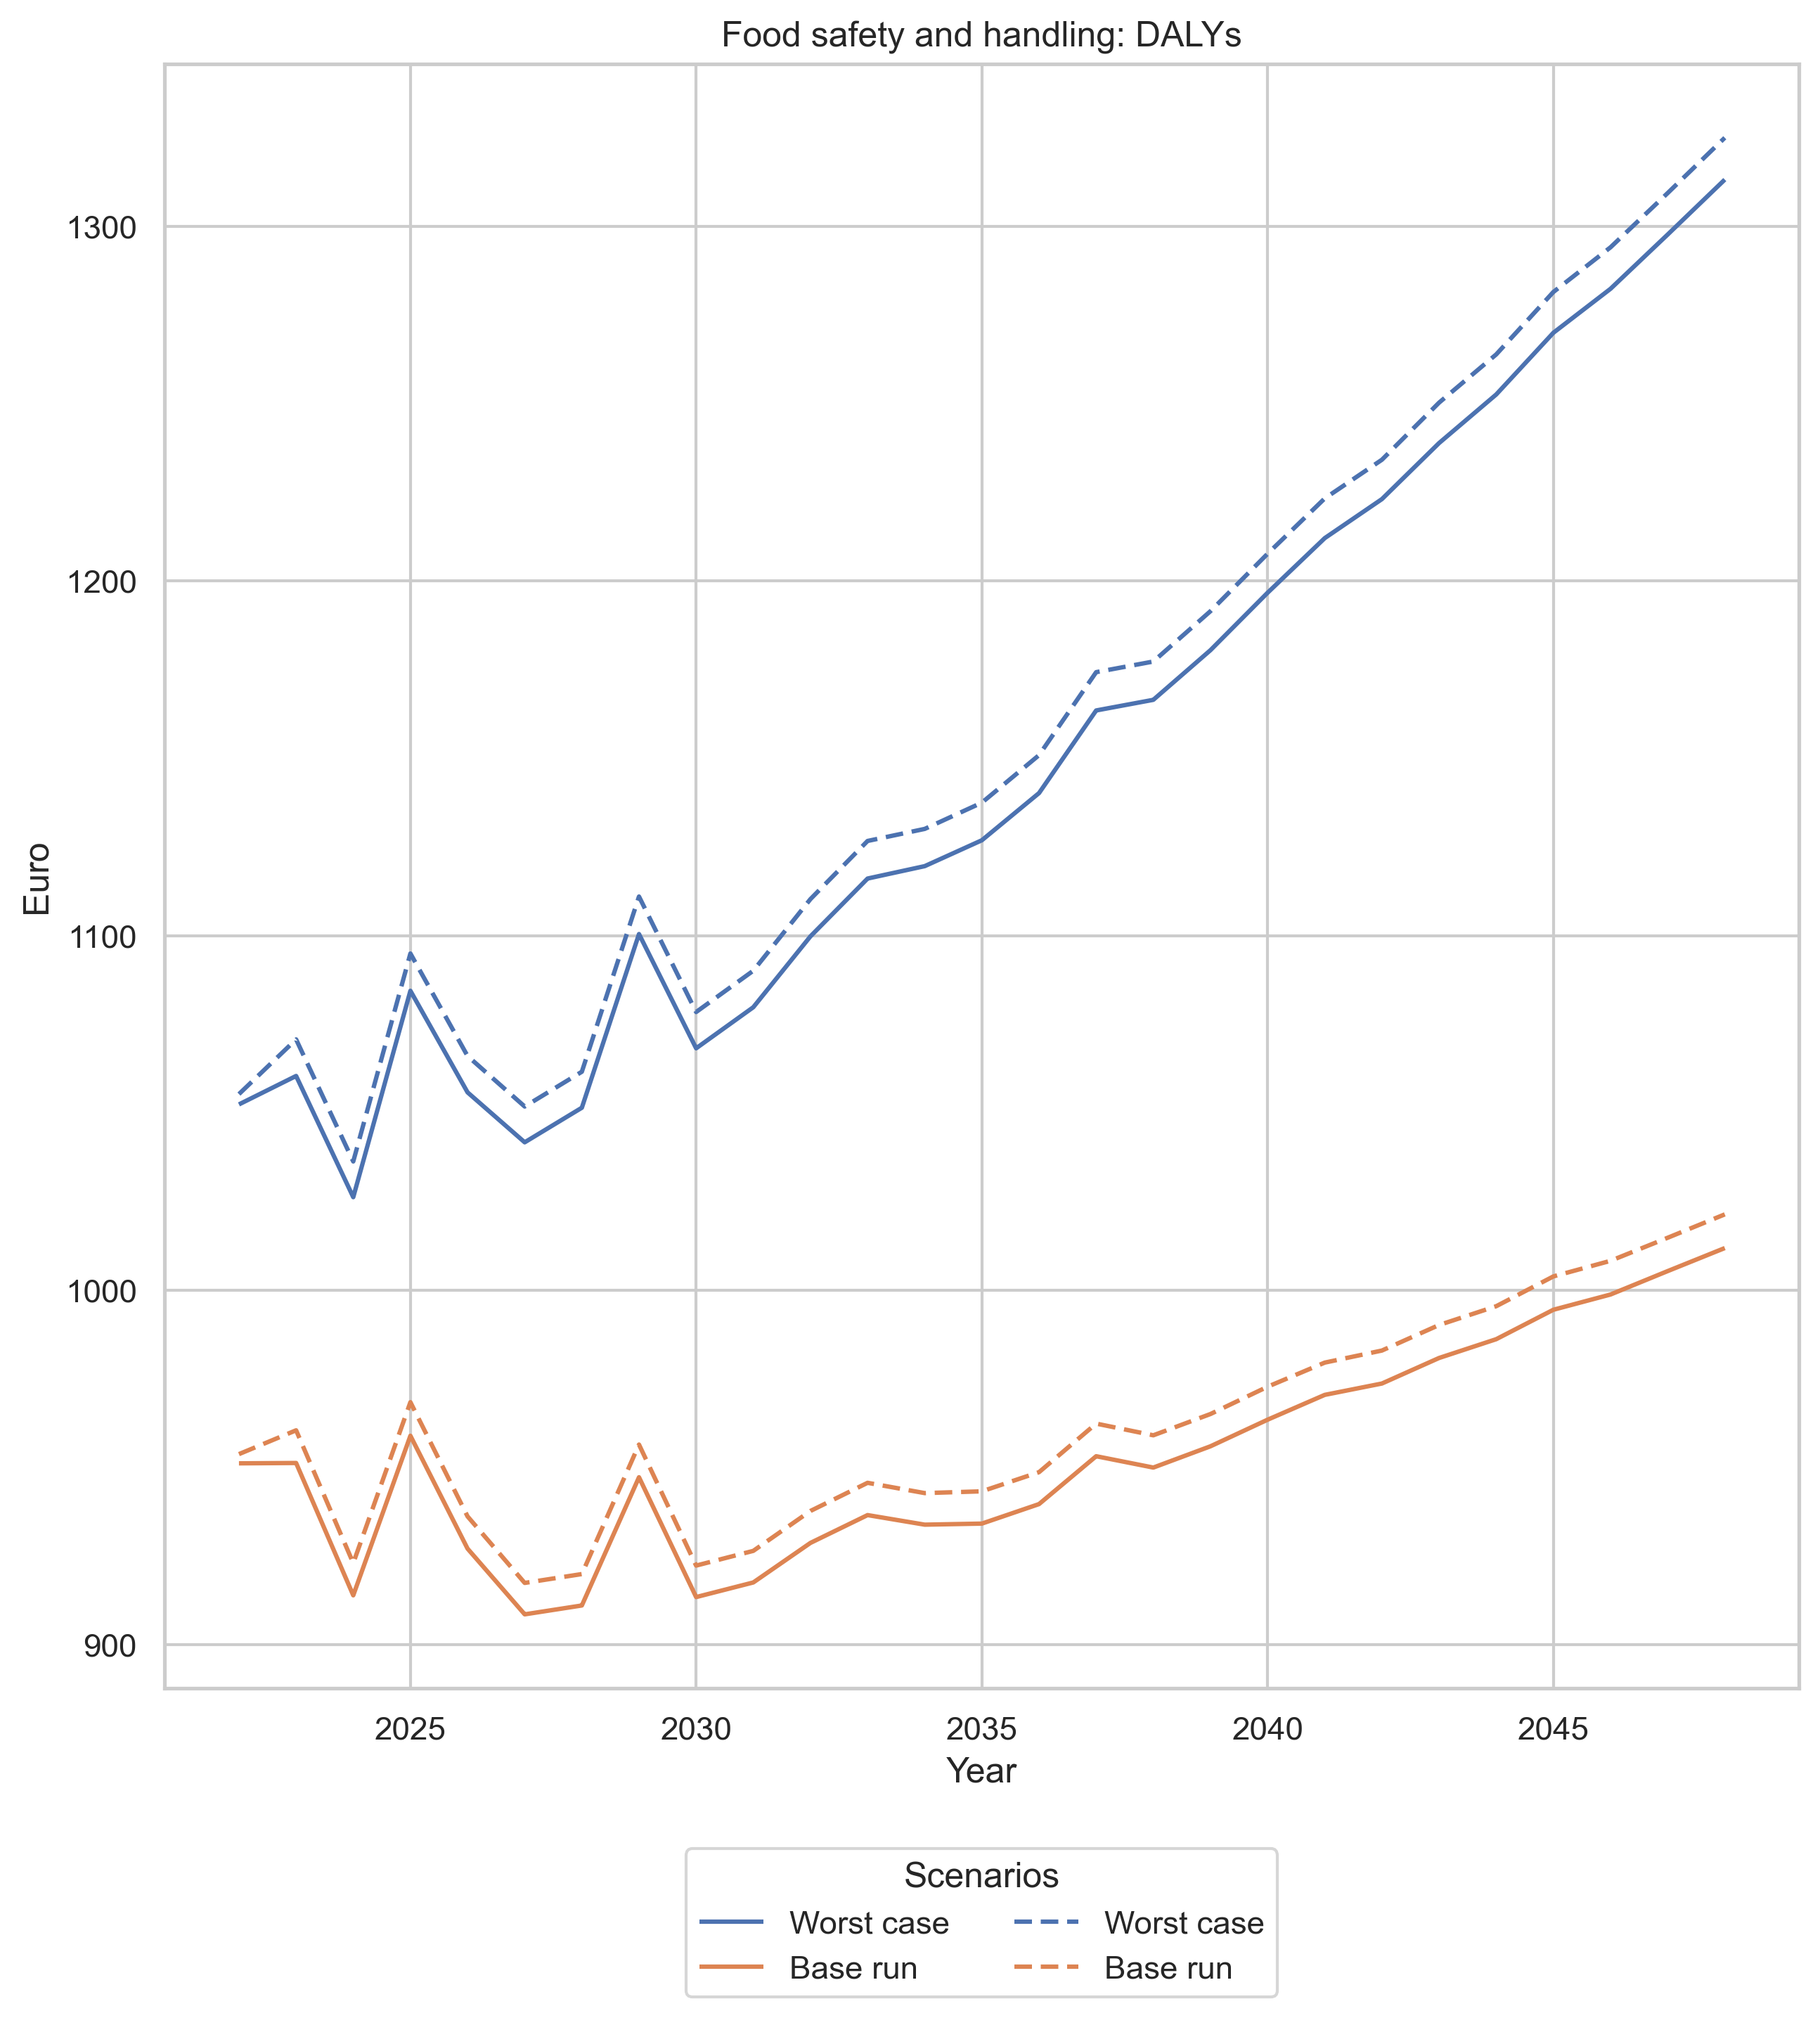 Food safety and handling: DALYs
1300
1200
1100
1000
900
Euro
2025 2030 2035 2040 2045
Year
Scenarios
Worst case Worst case
Base run Base run